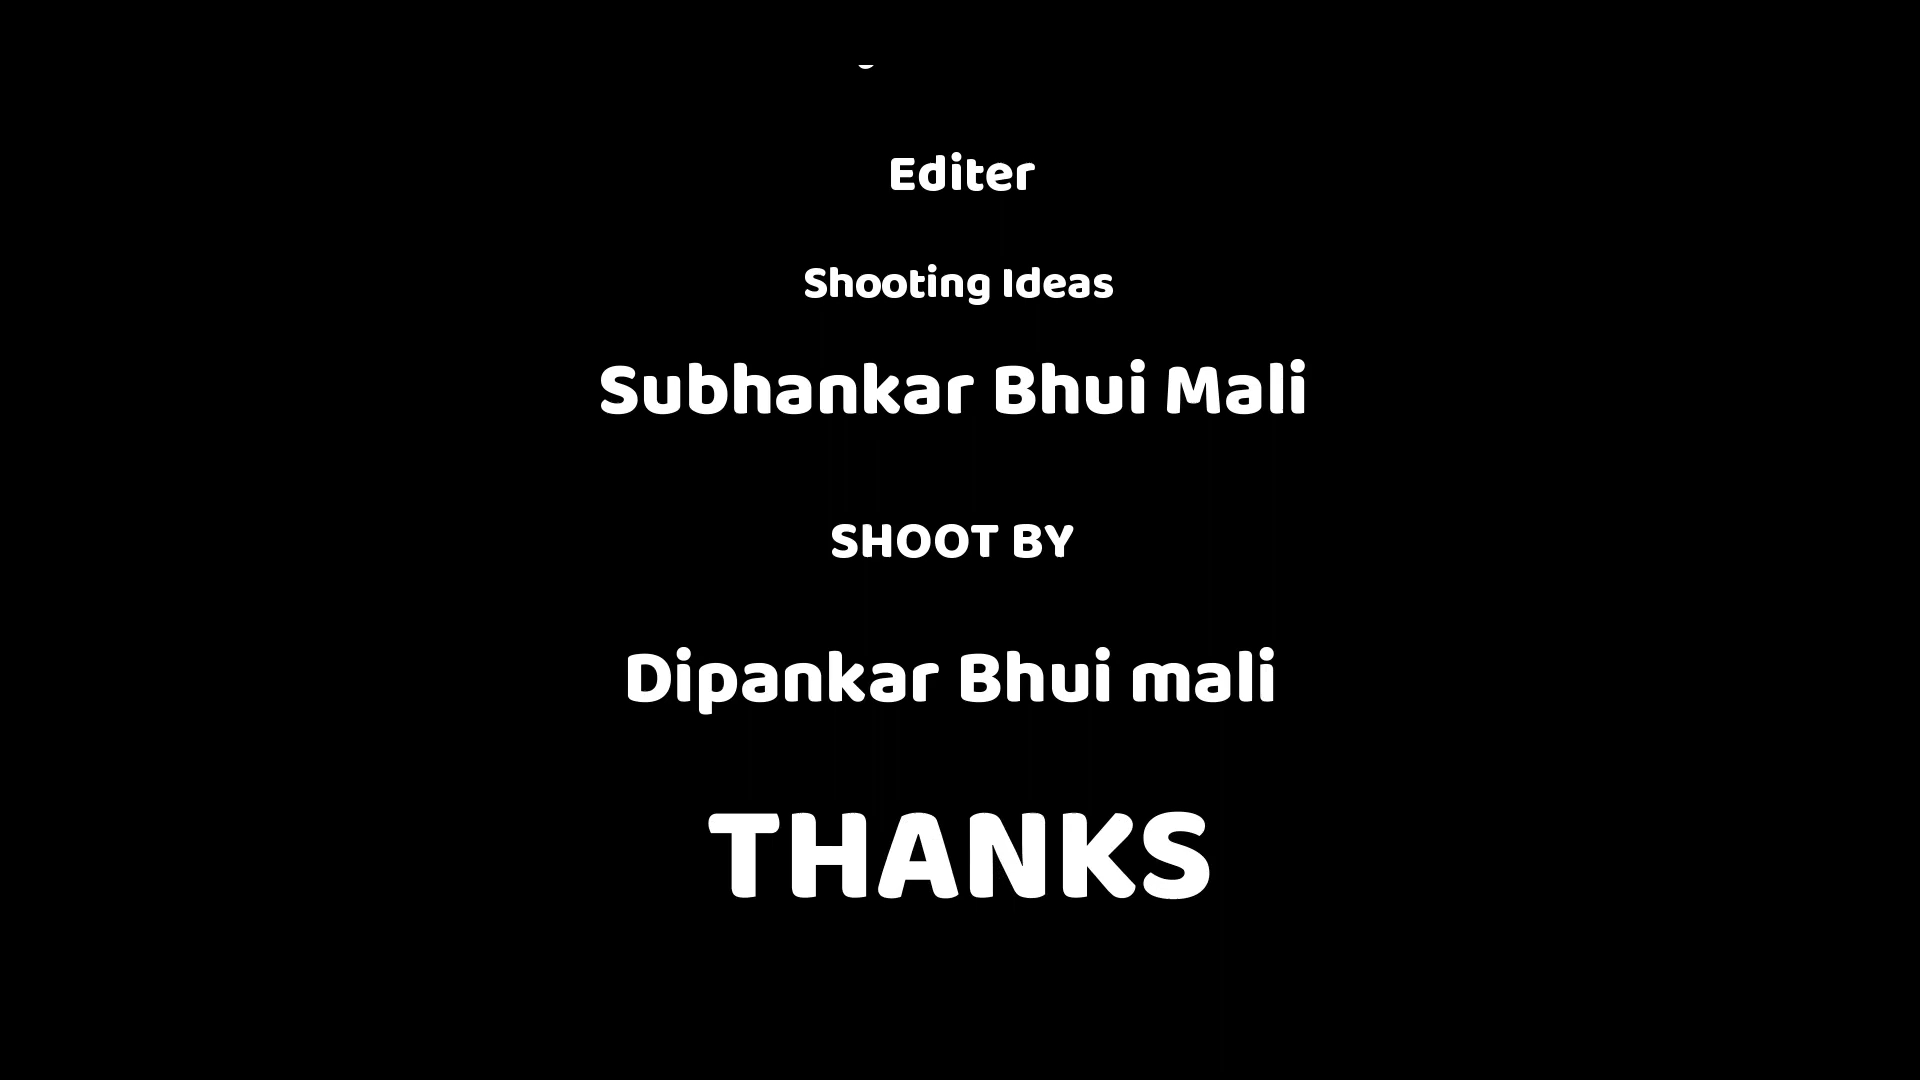 Editer
Shooting Ideas
Subhankar Bhui Mali
SHOOT BY
Dipankar Bhui mali
THANKS